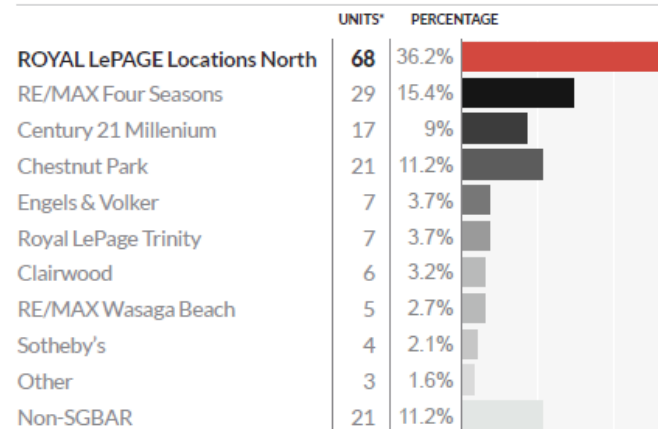 UNITS* PERCENTAGE
ROYAL LePAGE Locations North 68 36.2%
RE/MAX Four Seasons 29 15.4%
Century 21 Millenium 17 9%
Chestnut Park 21 11.2%
Engels & Volker 7 3.7%
Royal LePage Trinity 7 3.7%
Clairwood 6 3.2%
RE/MAX Wasaga Beach 5 2.7%
Sotheby's 4 2.1%
Other 3 1.6%
Non-SGBAR 21 11.2%